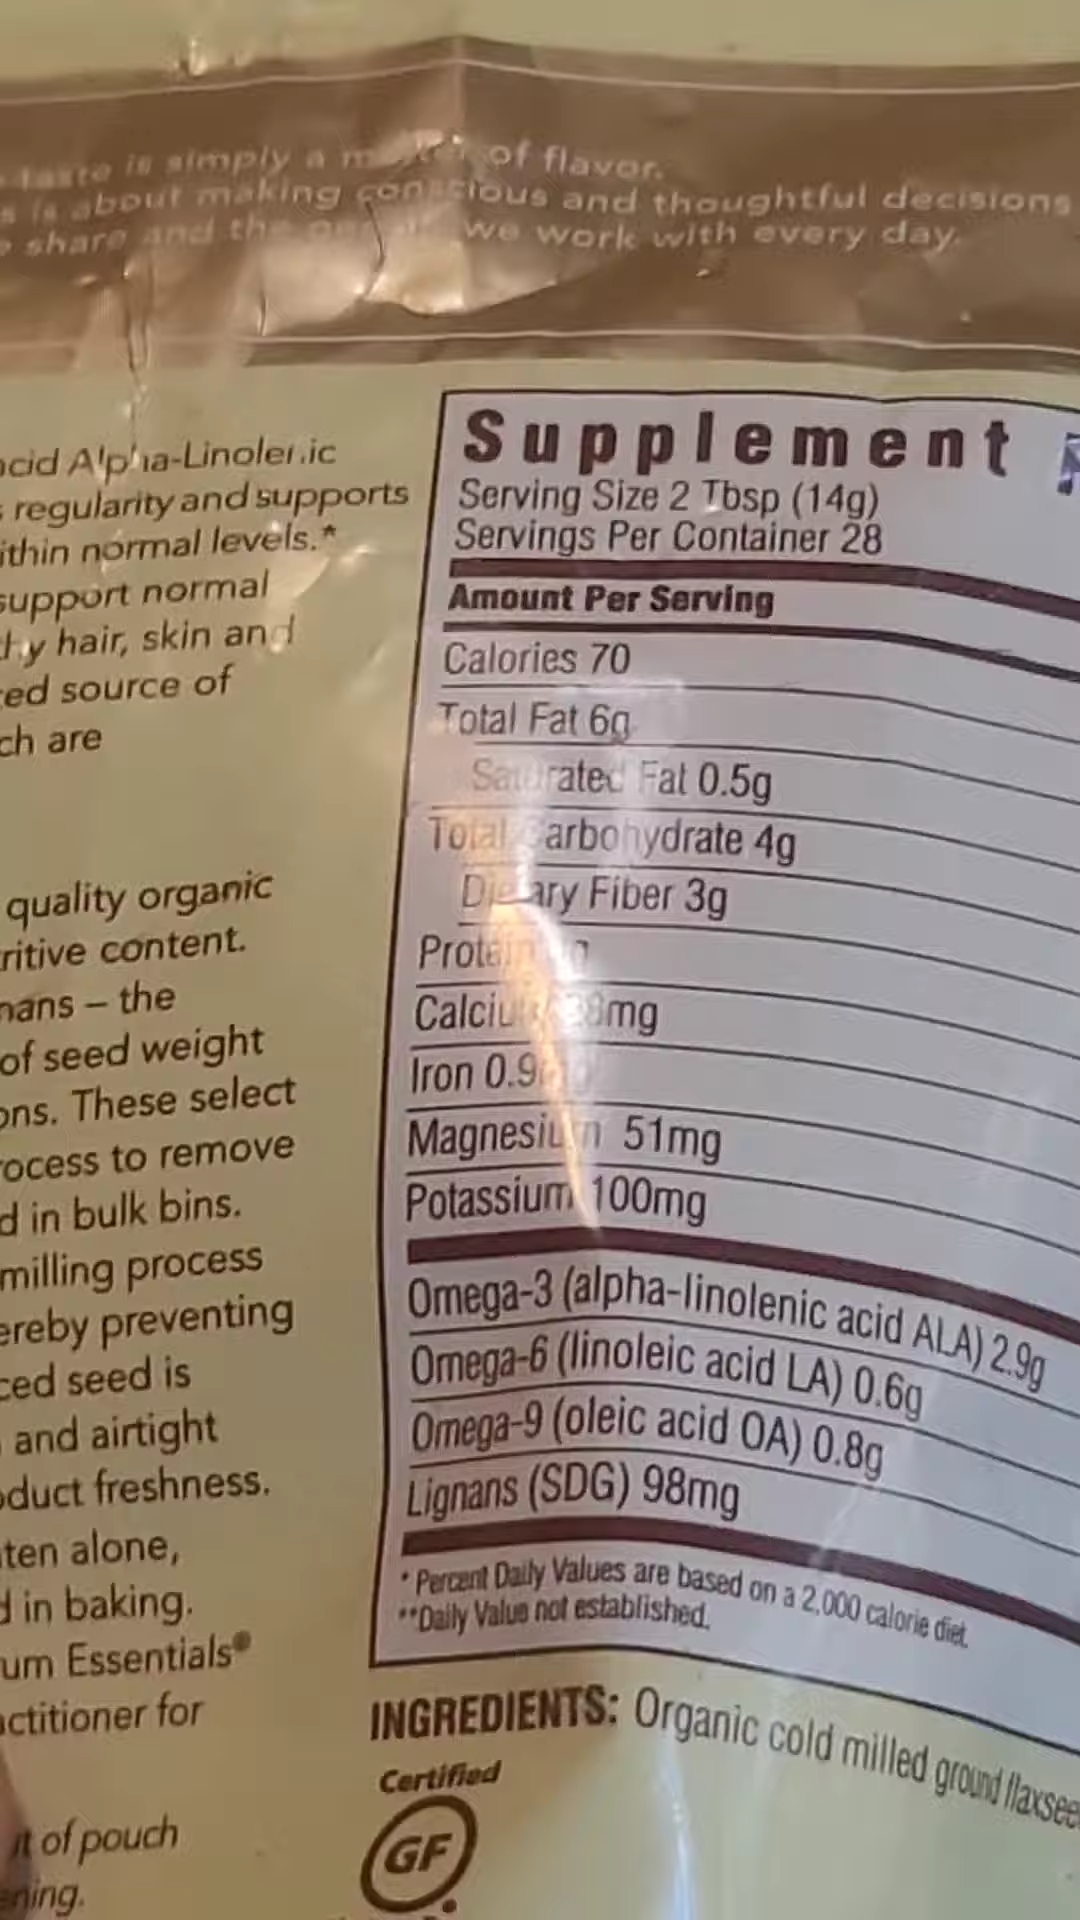 taste is simply a matter of flavor.
is about making conscious and thoughtful decisions
share and the we work with every day.
acid Alpha-Linolenic
regularity and supports
within normal levels.*
support normal
hair, skin and
source of
ch are
quality organic
tritive content.
nans – the
of seed weight
ons. These select
rocess to remove
d in bulk bins.
milling process
ereby preventing
ced seed is
and airtight
oduct freshness.
ten alone,
d in baking.
um Essentials®
actitioner for
of pouch
ening.
Supplement
Serving Size 2 Tbsp (14g)
Servings Per Container 28
Amount Per Serving
Calories 70
Total Fat 6g
Saturated Fat 0.5g
Total Carbohydrate 4g
Dietary Fiber 3g
Protein
Calcium
Iron 0.9
Magnesium 51mg
Potassium 100mg
Omega-3 (alpha-linolenic acid ALA) 2.9g
Omega-6 (linoleic acid LA) 0.6g
Omega-9 (oleic acid OA) 0.8g
Lignans (SDG) 98mg
* Percent Daily Values are based on a 2,000 calorie diet.
**Daily Value not established.
INGREDIENTS: Organic cold milled ground flaxsee
Certified
GF